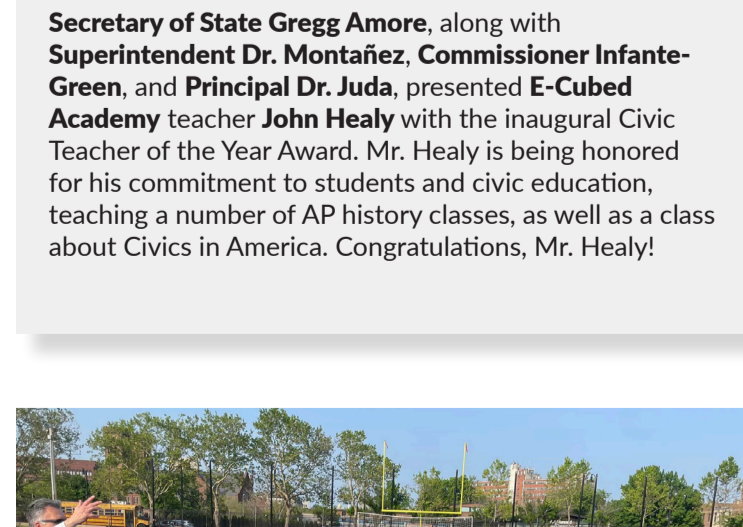 Secretary of State Gregg Amore, along with
Superintendent Dr. Montañez, Commissioner Infante-
Green, and Principal Dr. Juda, presented E-Cubed
Academy teacher John Healy with the inaugural Civic
Teacher of the Year Award. Mr. Healy is being honored
for his commitment to students and civic education,
teaching a number of AP history classes, as well as a class
about Civics in America. Congratulations, Mr. Healy!